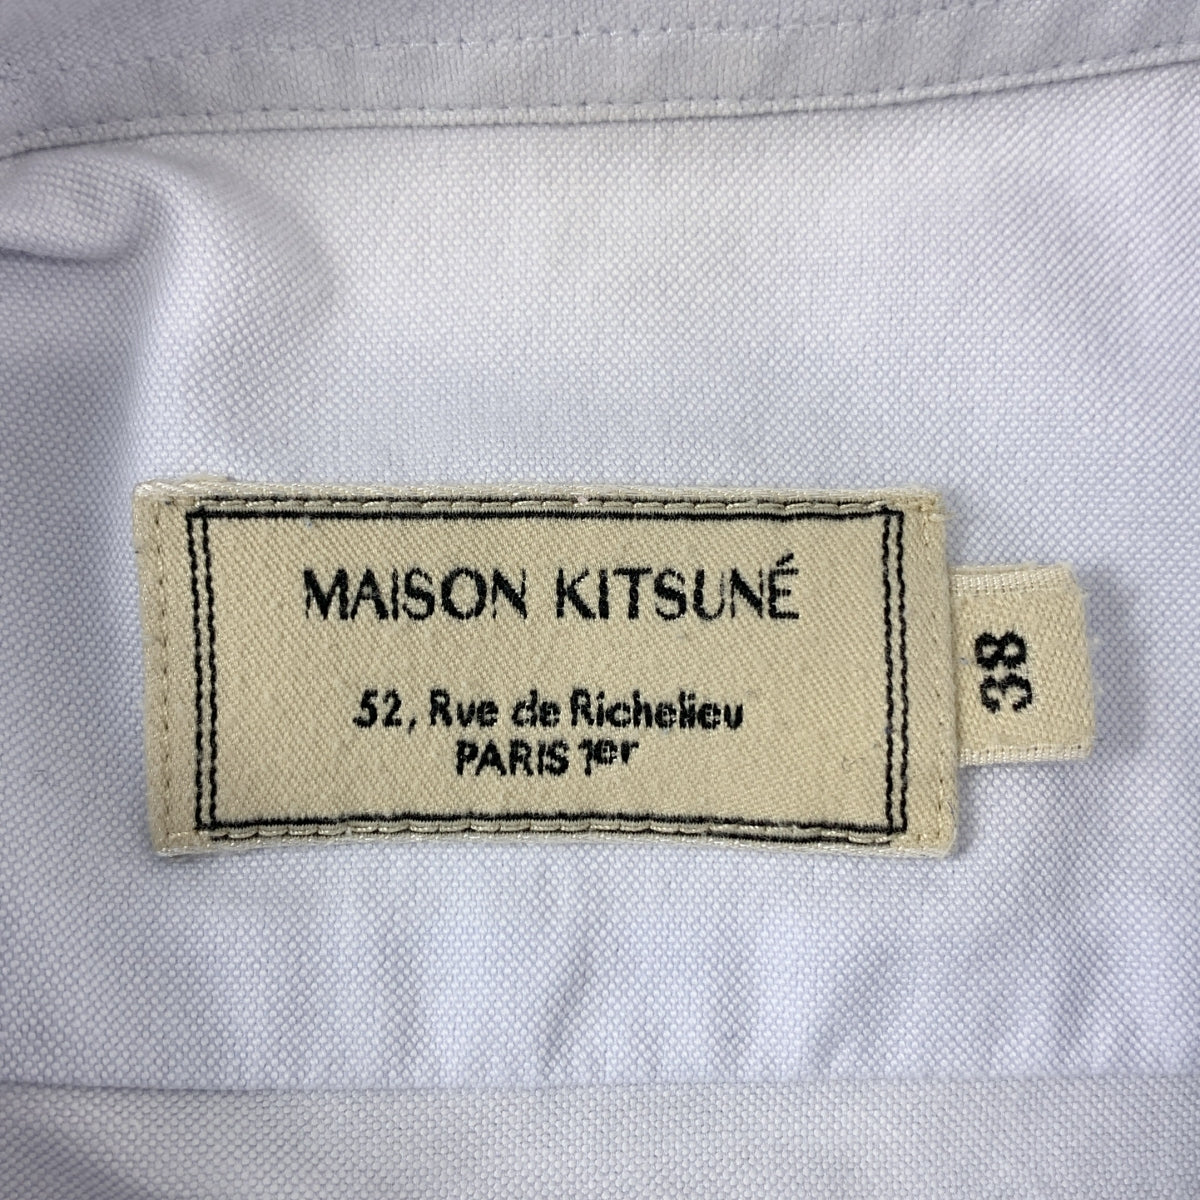 MAISON KITSUNÉ
52, Rue de Richelieu
PARIS 1er
38